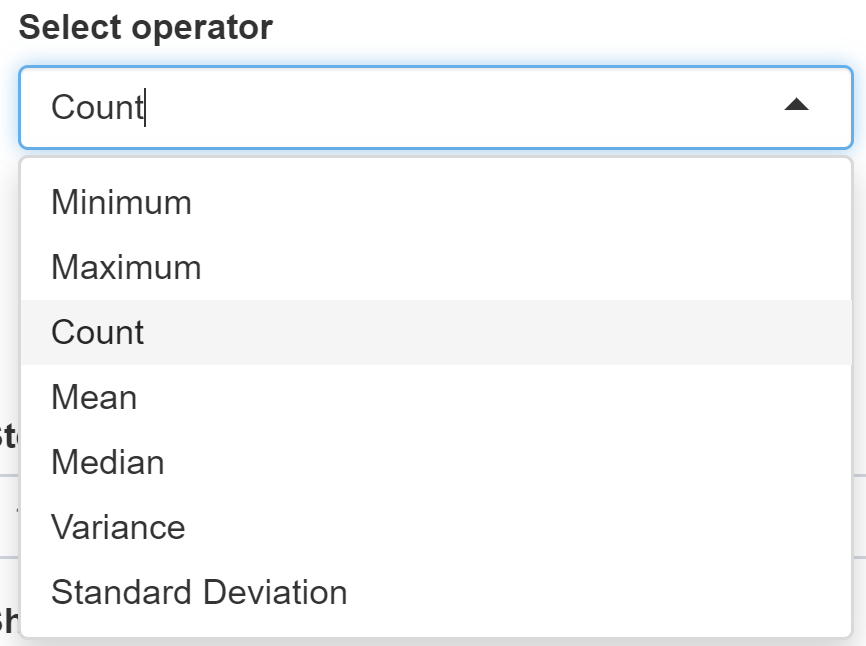 Select operator
Count
Minimum
Maximum
Count
Mean
Median
Variance
Standard Deviation